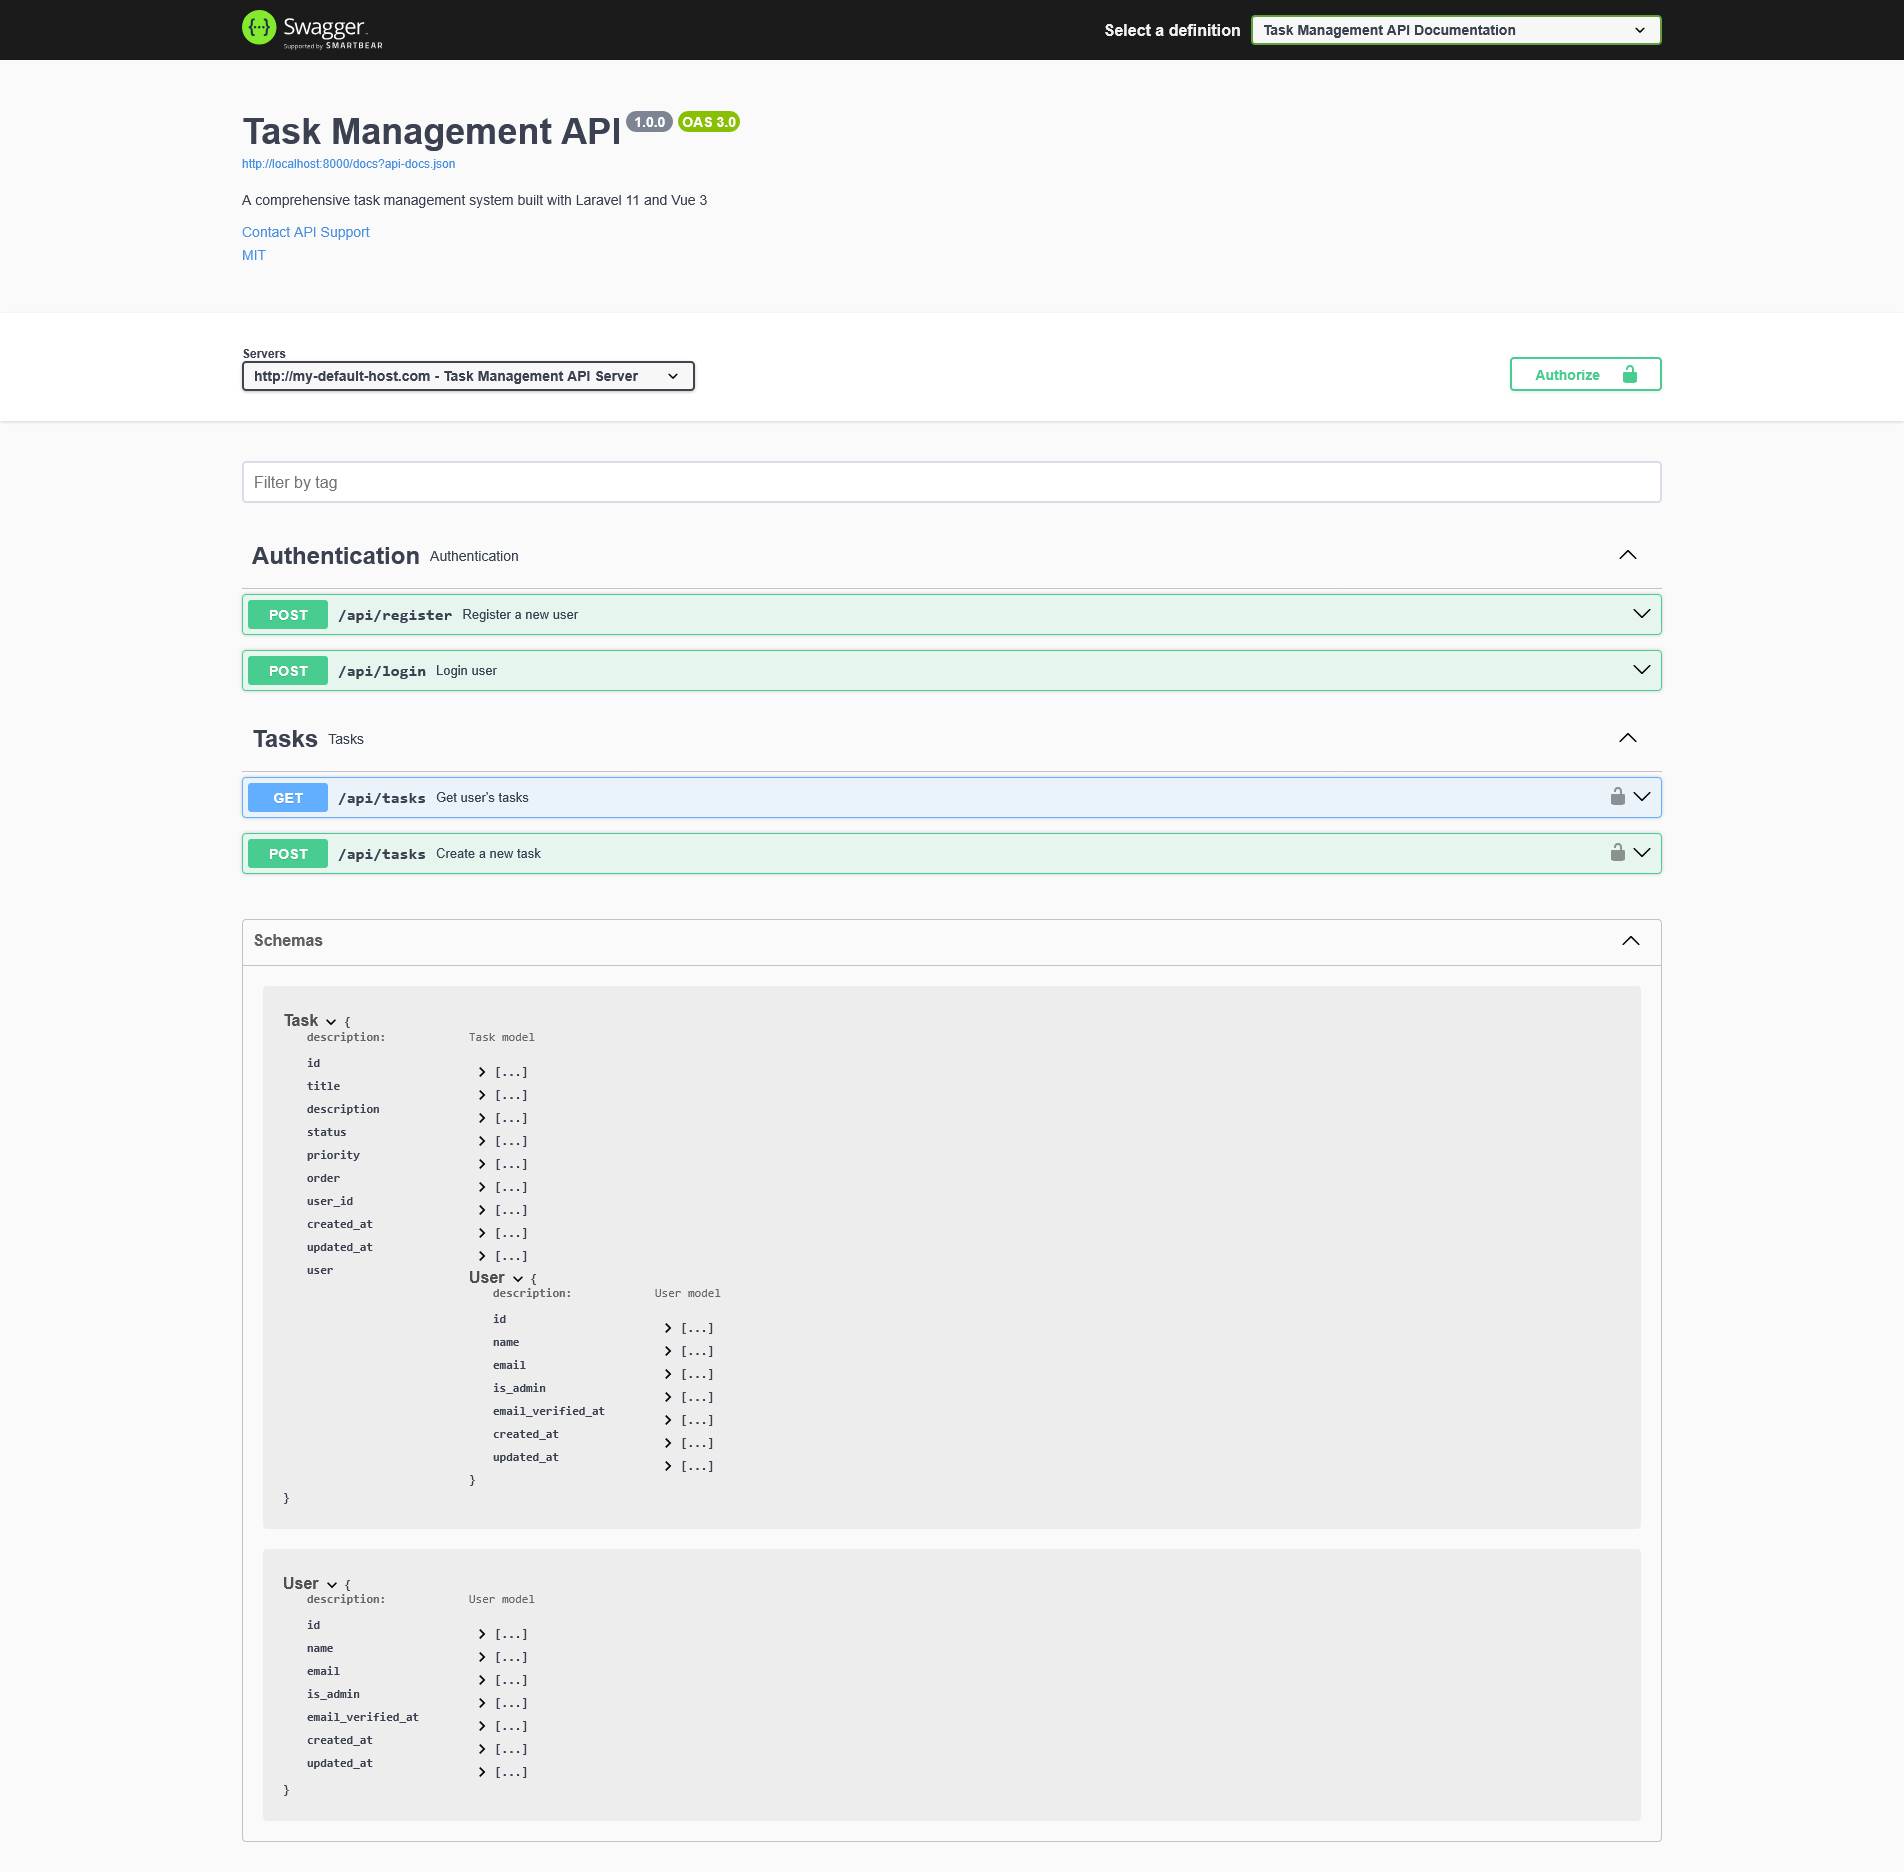 Swagger.
Supported by SMARTBEAR
Select a definition
Task Management API Documentation
Task Management API 1.0.0 OAS 3.0
http://localhost:8000/docs?api-docs.json
A comprehensive task management system built with Laravel 11 and Vue 3
Contact API Support
MIT
Servers
http://my-default-host.com - Task Management API Server
Authorize
Filter by tag
Authentication Authentication
POST /api/register Register a new user
POST /api/login Login user
Tasks Tasks
GET /api/tasks Get user's tasks
POST /api/tasks Create a new task
Schemas
Task {
description: Task model
id [...]
title [...]
description [...]
status [...]
priority [...]
order [...]
user_id [...]
created_at [...]
updated_at [...]
user User {
description: User model
id [...]
name [...]
email [...]
is_admin [...]
email_verified_at [...]
created_at [...]
updated_at [...]
}
}
User {
description: User model
id [...]
name [...]
email [...]
is_admin [...]
email_verified_at [...]
created_at [...]
updated_at [...]
}